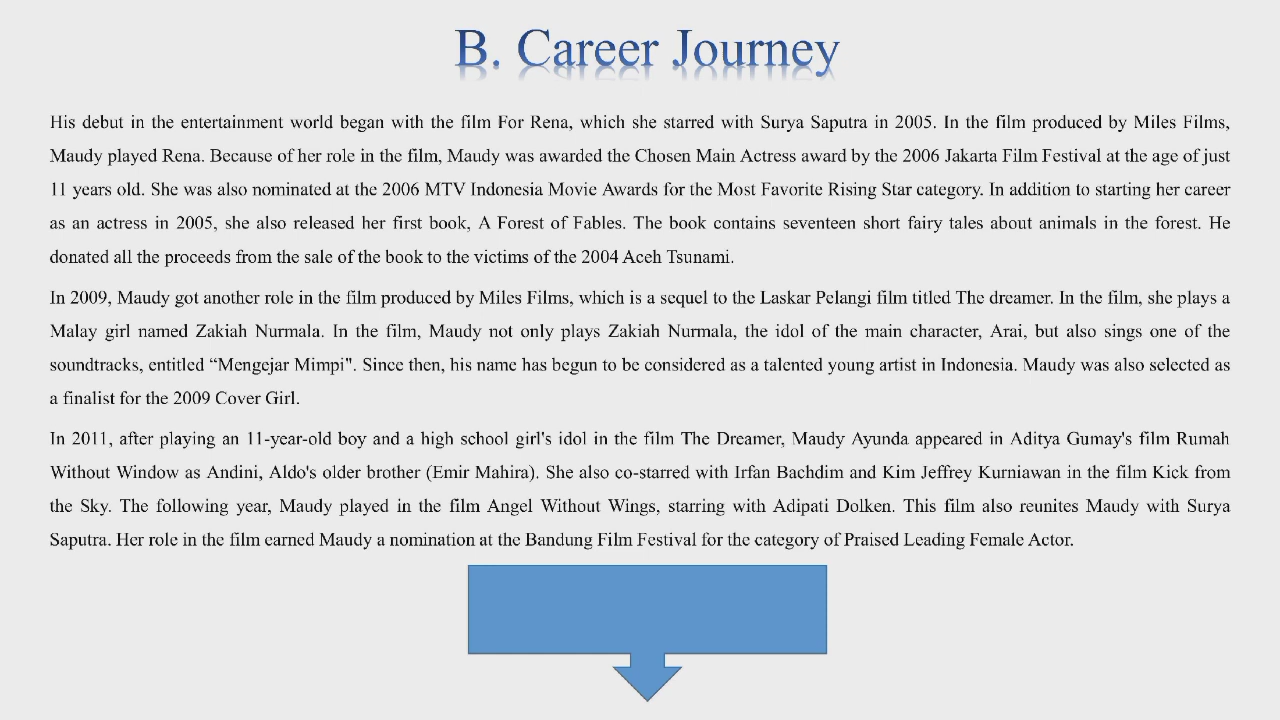 B. Career Journey
His debut in the entertainment world began with the film For Rena, which she starred with Surya Saputra in 2005. In the film produced by Miles Films,
Maudy played Rena. Because of her role in the film, Maudy was awarded the Chosen Main Actress award by the 2006 Jakarta Film Festival at the age of just
11 years old. She was also nominated at the 2006 MTV Indonesia Movie Awards for the Most Favorite Rising Star category. In addition to starting her career
as an actress in 2005, she also released her first book, A Forest of Fables. The book contains seventeen short fairy tales about animals in the forest. He
donated all the proceeds from the sale of the book to the victims of the 2004 Aceh Tsunami.
In 2009, Maudy got another role in the film produced by Miles Films, which is a sequel to the Laskar Pelangi film titled The dreamer. In the film, she plays a
Malay girl named Zakiah Nurmala. In the film, Maudy not only plays Zakiah Nurmala, the idol of the main character, Arai, but also sings one of the
soundtracks, entitled “Mengejar Mimpi". Since then, his name has begun to be considered as a talented young artist in Indonesia. Maudy was also selected as
a finalist for the 2009 Cover Girl.
In 2011, after playing an 11-year-old boy and a high school girl's idol in the film The Dreamer, Maudy Ayunda appeared in Aditya Gumay's film Rumah
Without Window as Andini, Aldo's older brother (Emir Mahira). She also co-starred with Irfan Bachdim and Kim Jeffrey Kurniawan in the film Kick from
the Sky. The following year, Maudy played in the film Angel Without Wings, starring with Adipati Dolken. This film also reunites Maudy with Surya
Saputra. Her role in the film earned Maudy a nomination at the Bandung Film Festival for the category of Praised Leading Female Actor.